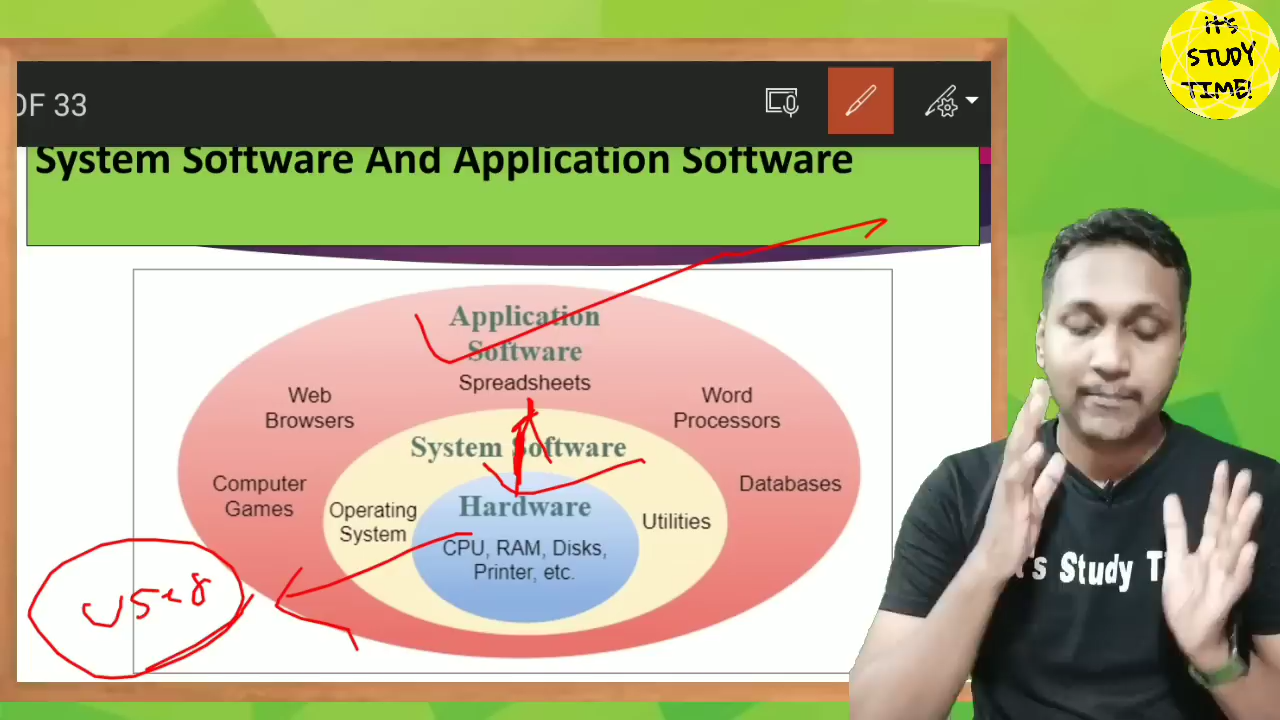 IT'S
STUDY
TIME!
OF 33
System Software And Application Software
Application
Software
Spreadsheets
Web
Browsers
Word
Processors
System Software
Computer
Games
Databases
Operating
System
Hardware
Utilities
CPU, RAM, Disks,
Printer, etc.
User
t's Study T